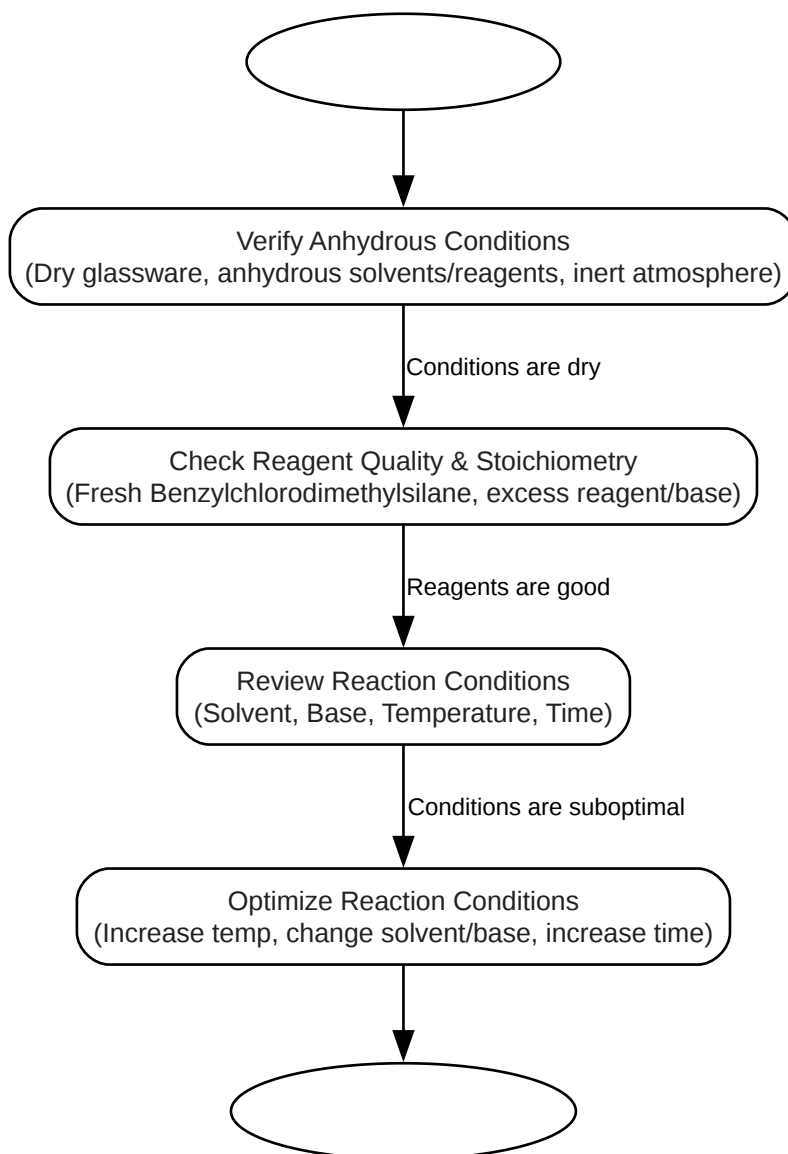 Verify Anhydrous Conditions
(Dry glassware, anhydrous solvents/reagents, inert atmosphere)
Conditions are dry
Check Reagent Quality & Stoichiometry
(Fresh Benzylchlorodimethylsilane, excess reagent/base)
Reagents are good
Review Reaction Conditions
(Solvent, Base, Temperature, Time)
Conditions are suboptimal
Optimize Reaction Conditions
(Increase temp, change solvent/base, increase time)